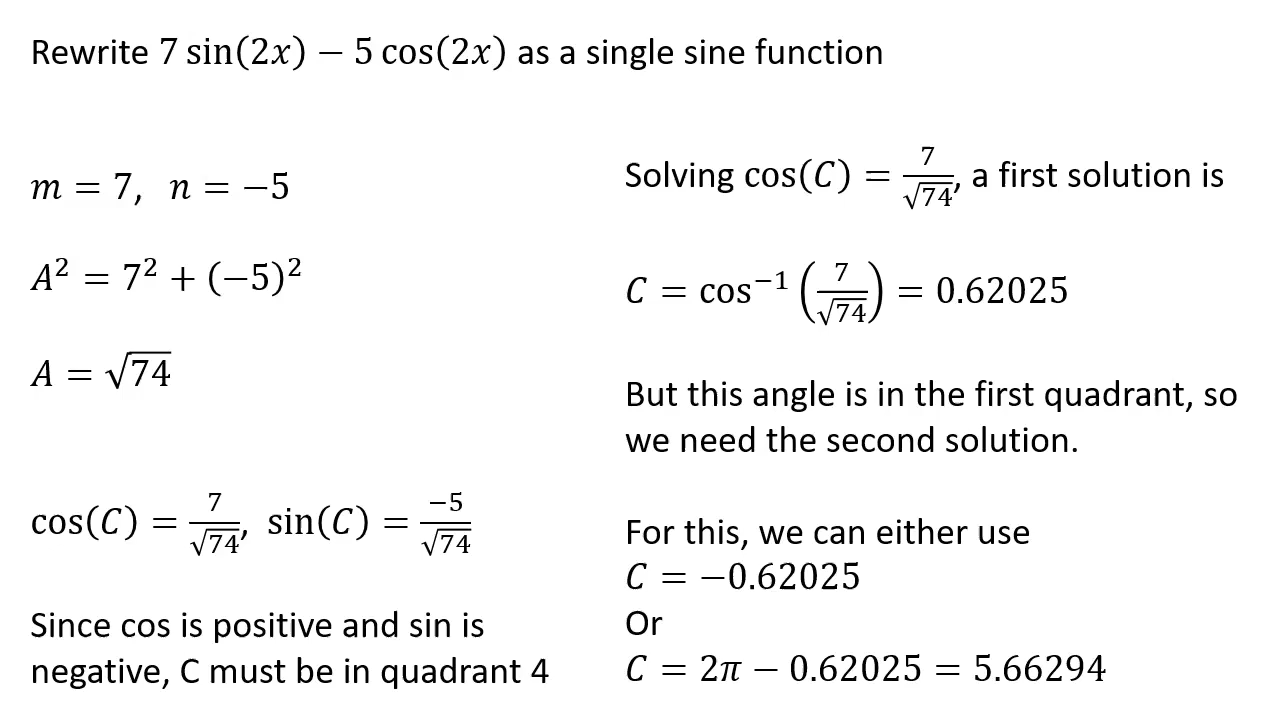 Rewrite 7 sin(2x) − 5 cos(2x) as a single sine function
m = 7, n = −5
A² = 7² + (−5)²
A = √74
cos(C) = 7/√74, sin(C) = −5/√74
Since cos is positive and sin is
negative, C must be in quadrant 4
Solving cos(C) = 7/√74, a first solution is
C = cos⁻¹(7/√74) = 0.62025
But this angle is in the first quadrant, so
we need the second solution.
For this, we can either use
C = −0.62025
Or
C = 2π − 0.62025 = 5.66294